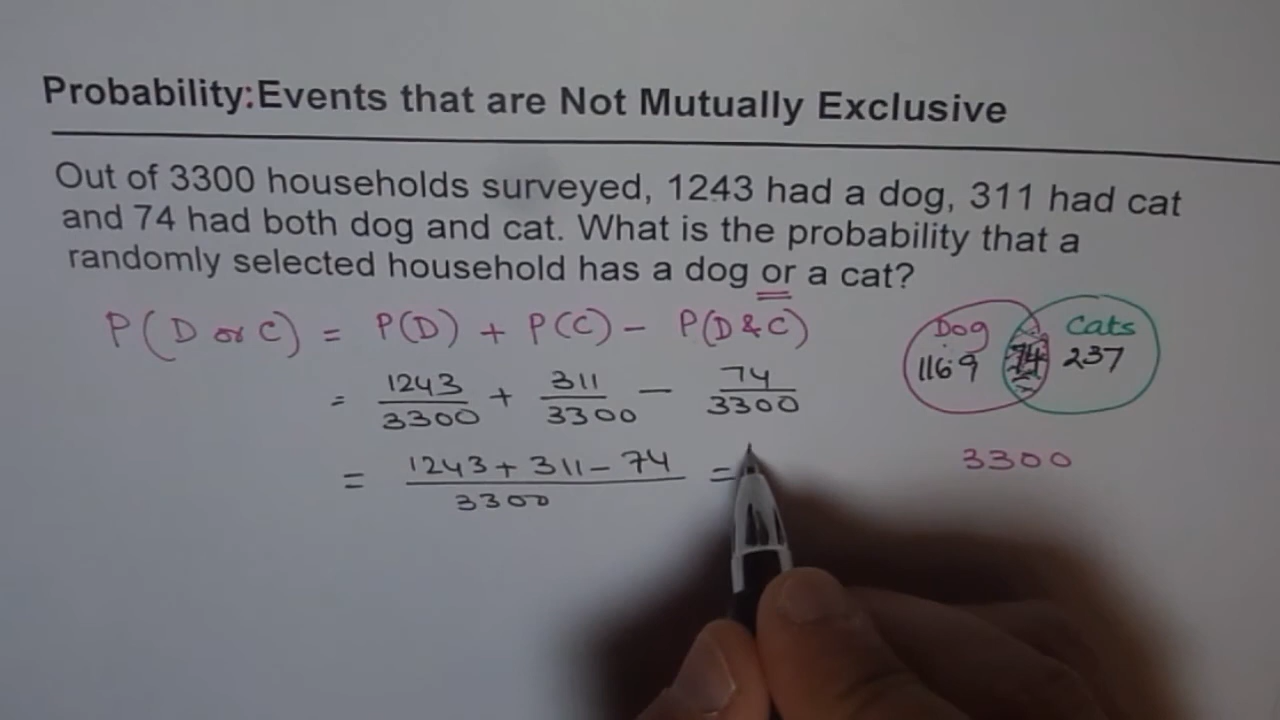 Probability:Events that are Not Mutually Exclusive
Out of 3300 households surveyed, 1243 had a dog, 311 had cat
and 74 had both dog and cat. What is the probability that a
randomly selected household has a dog or a cat?
P(D or C) = P(D) + P(C) - P(D & C)
= 1243/3300 + 311/3300 - 74/3300
= 1243 + 311 - 74 / 3300 =
Dog Cats
1169 74 237
3300